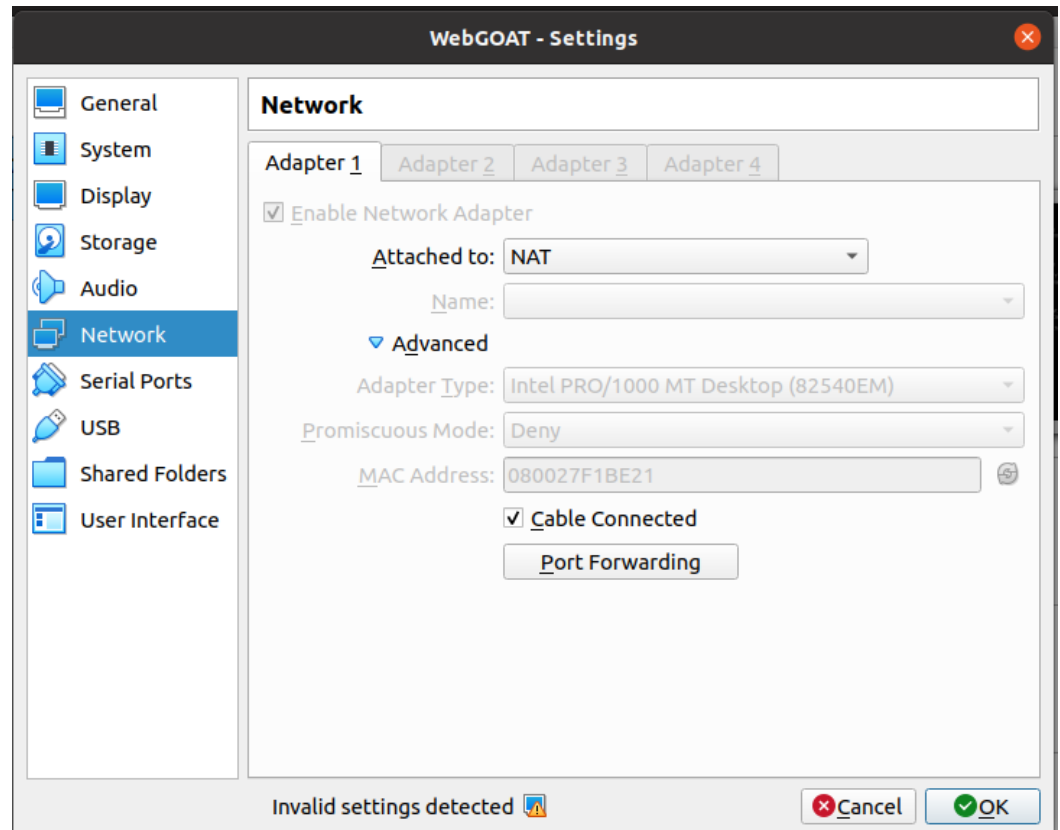 WebGOAT - Settings
General
System
Display
Storage
Audio
Network
Serial Ports
USB
Shared Folders
User Interface
Network
Adapter 1 Adapter 2 Adapter 3 Adapter 4
Enable Network Adapter
Attached to: NAT
Name:
Advanced
Adapter Type: Intel PRO/1000 MT Desktop (82540EM)
Promiscuous Mode: Deny
MAC Address: 080027F1BE21
Cable Connected
Port Forwarding
Invalid settings detected
Cancel OK